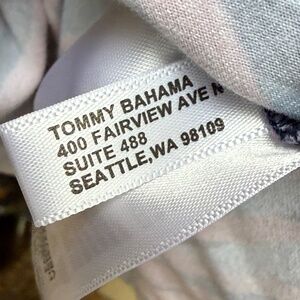 TOMMY BAHAMA
400 FAIRVIEW AVE N
SUITE 488
SEATTLE,WA 98109